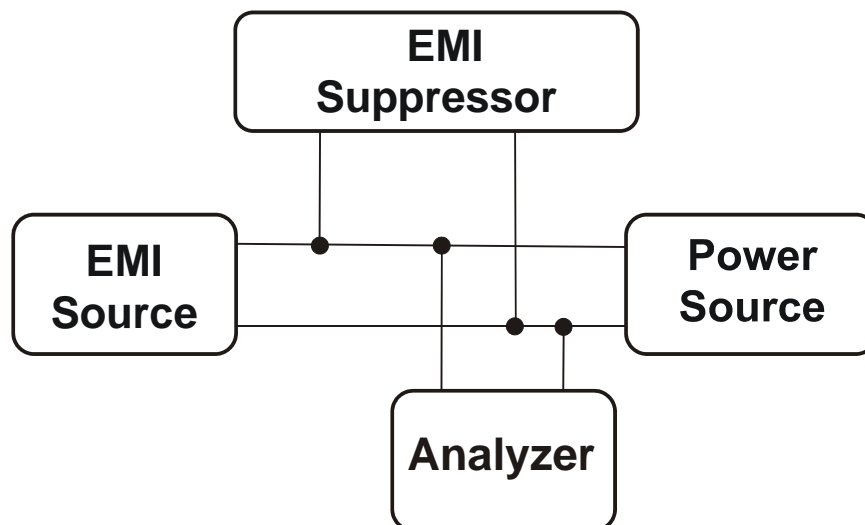 EMI
Suppressor
EMI
Source
Power
Source
Analyzer